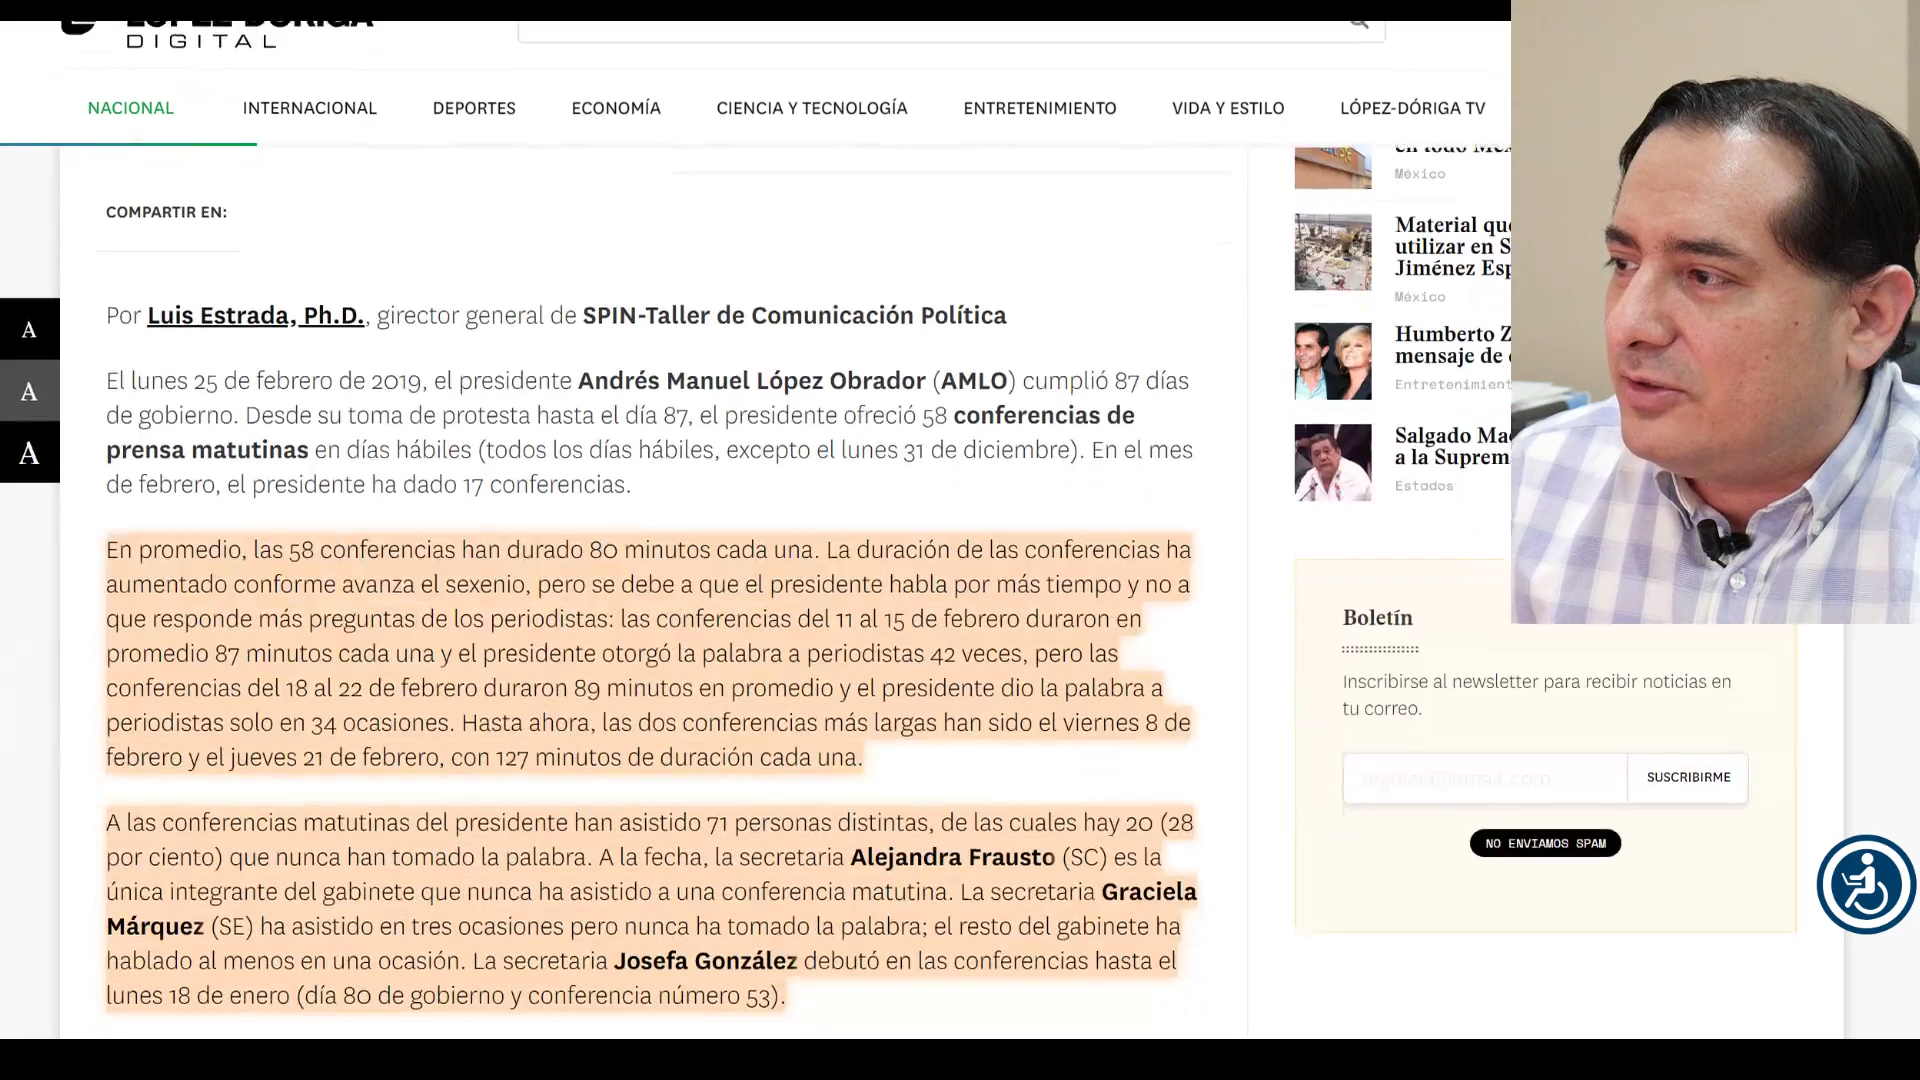 DIGITAL
NACIONAL
INTERNACIONAL
DEPORTES
ECONOMÍA
CIENCIA Y TECNOLOGÍA
ENTRETENIMIENTO
VIDA Y ESTILO
LÓPEZ-DÓRIGA TV
COMPARTIR EN:
A
A
A
Por Luis Estrada, Ph.D., girector general de SPIN-Taller de Comunicación Política
El lunes 25 de febrero de 2019, el presidente Andrés Manuel López Obrador (AMLO) cumplió 87 días
de gobierno. Desde su toma de protesta hasta el día 87, el presidente ofreció 58 conferencias de
prensa matutinas en días hábiles (todos los días hábiles, excepto el lunes 31 de diciembre). En el mes
de febrero, el presidente ha dado 17 conferencias.
En promedio, las 58 conferencias han durado 80 minutos cada una. La duración de las conferencias ha
aumentado conforme avanza el sexenio, pero se debe a que el presidente habla por más tiempo y no a
que responde más preguntas de los periodistas: las conferencias del 11 al 15 de febrero duraron en
promedio 87 minutos cada una y el presidente otorgó la palabra a periodistas 42 veces, pero las
conferencias del 18 al 22 de febrero duraron 89 minutos en promedio y el presidente dio la palabra a
periodistas solo en 34 ocasiones. Hasta ahora, las dos conferencias más largas han sido el viernes 8 de
febrero y el jueves 21 de febrero, con 127 minutos de duración cada una.
A las conferencias matutinas del presidente han asistido 71 personas distintas, de las cuales hay 20 (28
por ciento) que nunca han tomado la palabra. A la fecha, la secretaria Alejandra Frausto (SC) es la
única integrante del gabinete que nunca ha asistido a una conferencia matutina. La secretaria Graciela
Márquez (SE) ha asistido en tres ocasiones pero nunca ha tomado la palabra; el resto del gabinete ha
hablado al menos en una ocasión. La secretaria Josefa González debutó en las conferencias hasta el
lunes 18 de enero (día 80 de gobierno y conferencia número 53).
México
Material
utilizar en S
Jiménez Esp
México
Humberto Z
mensaje de
Entretenimient
Salgado Ma
a la Suprem
Estados
Boletín
Inscribirse al newsletter para recibir noticias en
tu correo.
SUSCRIBIRME
NO ENVIAMOS SPAM